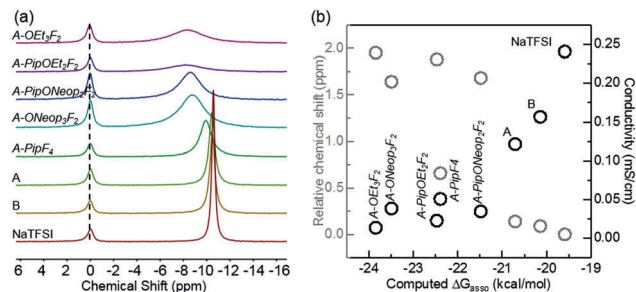 (a)
A-OEt3F2
A-PipOEt2F2
A-PipONeop2F2
A-ONeop3F2
A-PipF4
A
B
NaTFSI
6 4 2 0 -2 -4 -6 -8 -10 -12 -14 -16
Chemical Shift (ppm)
(b)
Relative chemical shift (ppm)
2.0
1.5
1.0
0.5
0.0
NaTFSI
B
A
A-OEt3F2
A-ONeop3F2
A-PipOEt2F2
A-PipF4
A-PipONeop2F2
0.25
0.20
0.15
0.10
0.05
0.00
Conductivity (mS/cm)
-24 -23 -22 -21 -20 -19
Computed ΔGasso (kcal/mol)